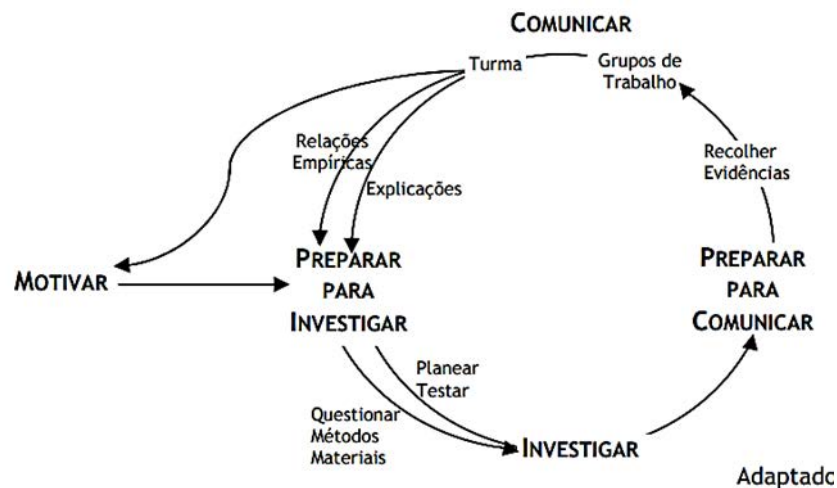 COMUNICAR
Turma
Grupos de
Trabalho
Relações
Empíricas
Explicações
Recolher
Evidências
MOTIVAR
PREPARAR
PARA
INVESTIGAR
PREPARAR
PARA
COMUNICAR
Planear
Testar
Questionar
Métodos
Materiais
INVESTIGAR
Adaptado